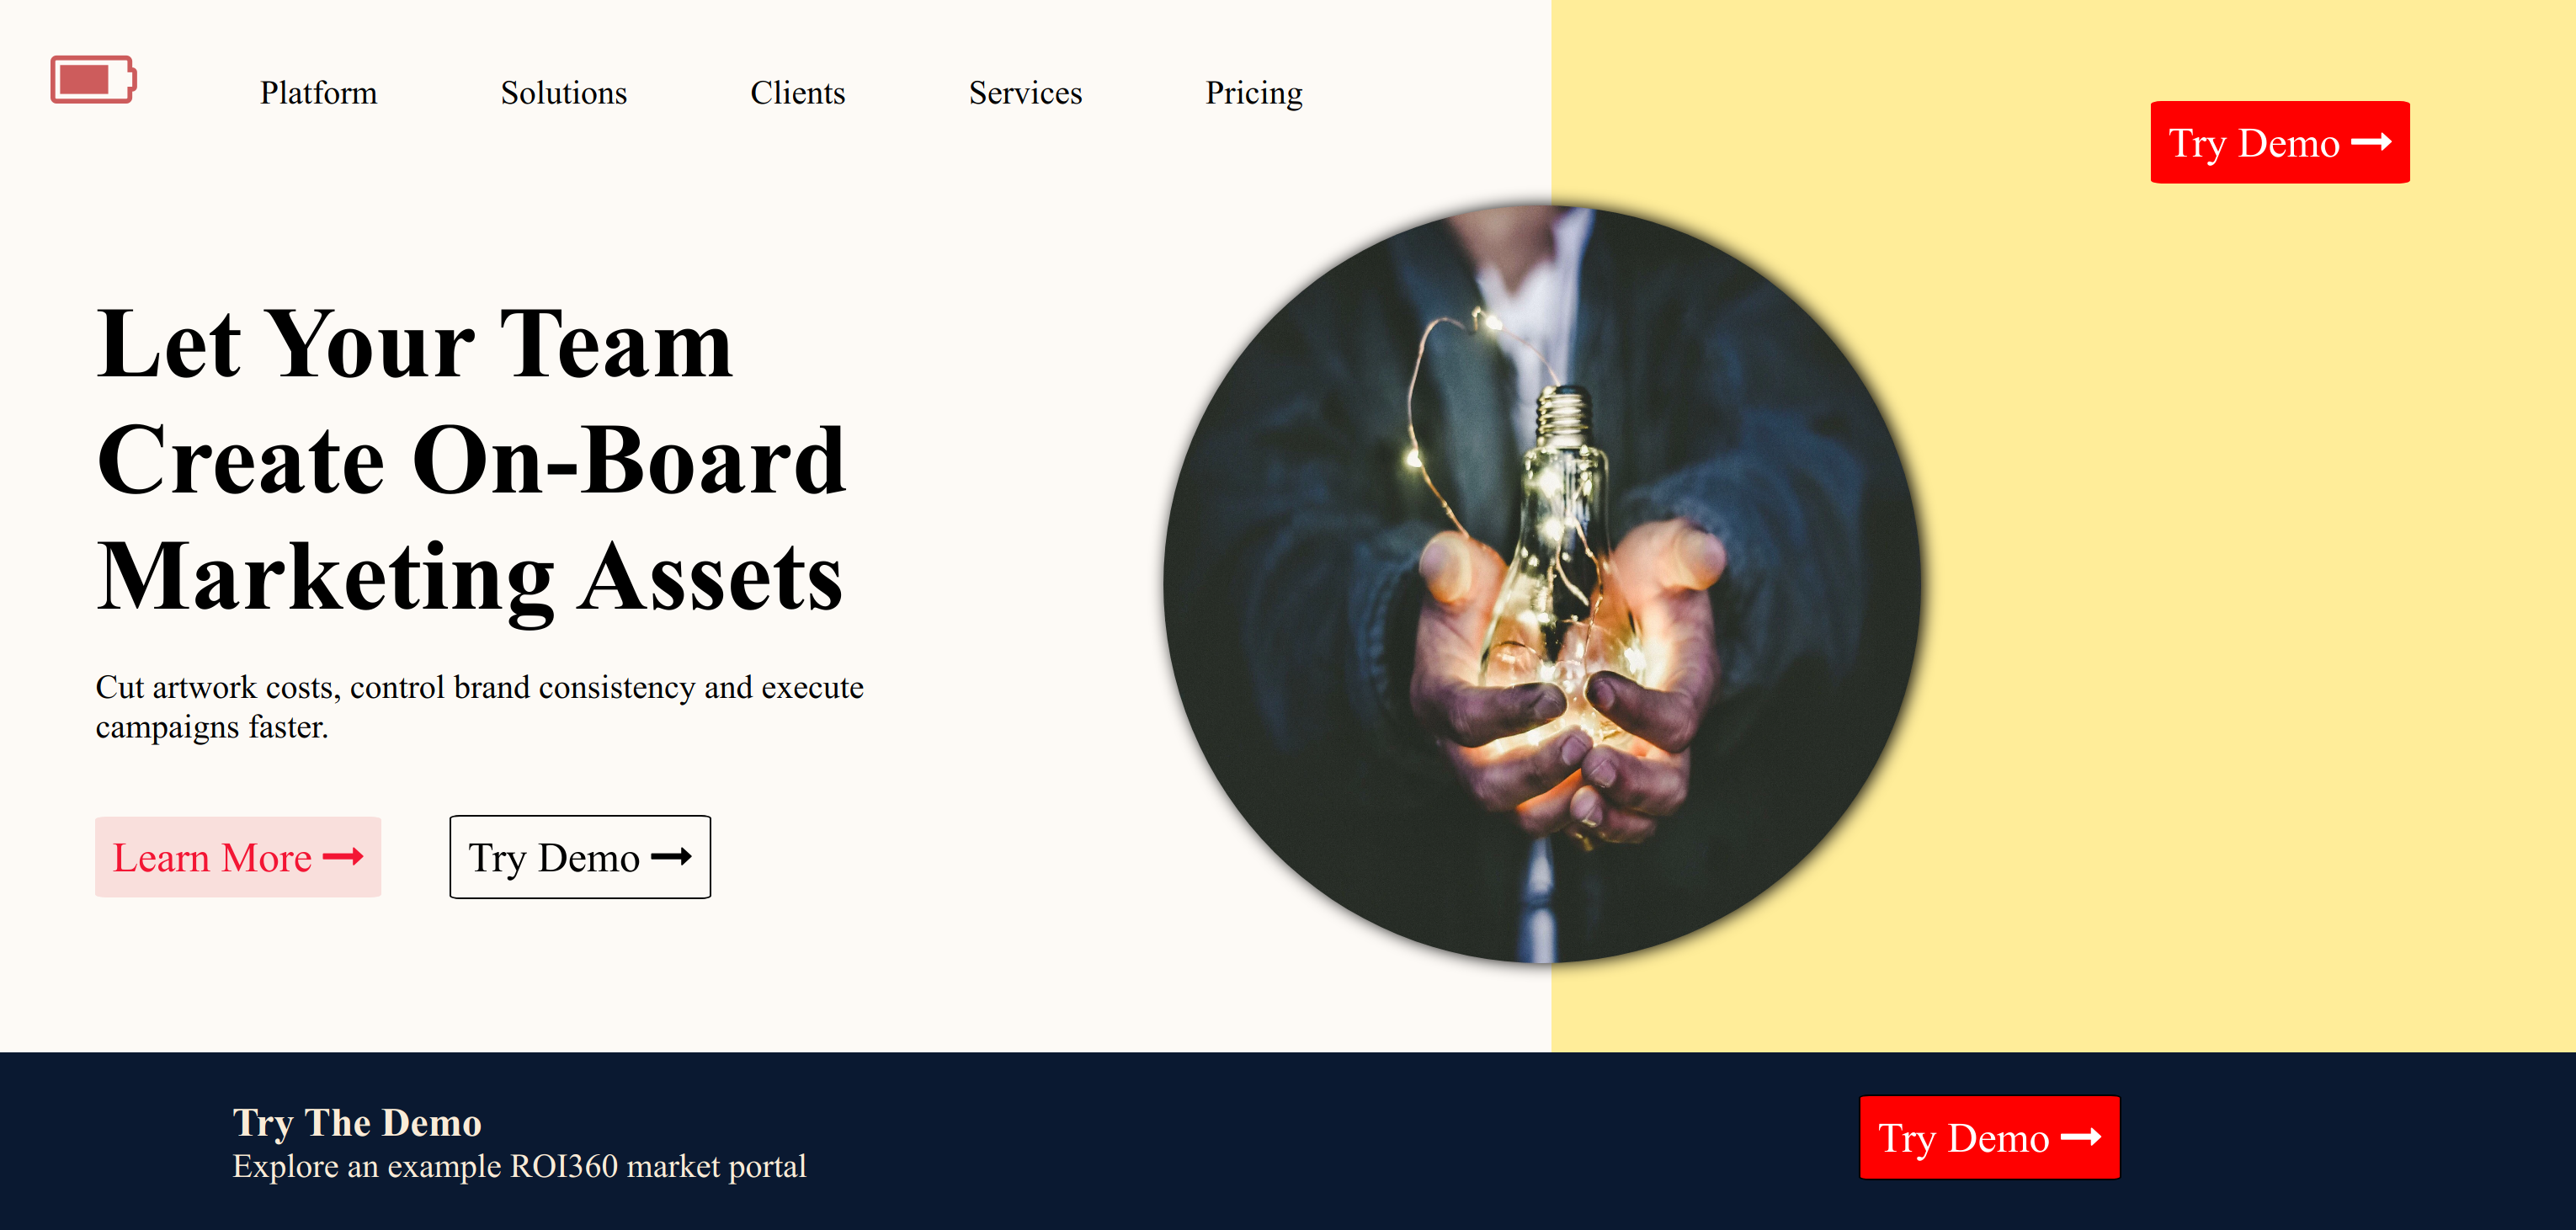 Platform Solutions Clients Services Pricing
Try Demo
Let Your Team
Create On-Board
Marketing Assets
Cut artwork costs, control brand consistency and execute
campaigns faster.
Learn More
Try Demo
Try The Demo
Explore an example ROI360 market portal
Try Demo